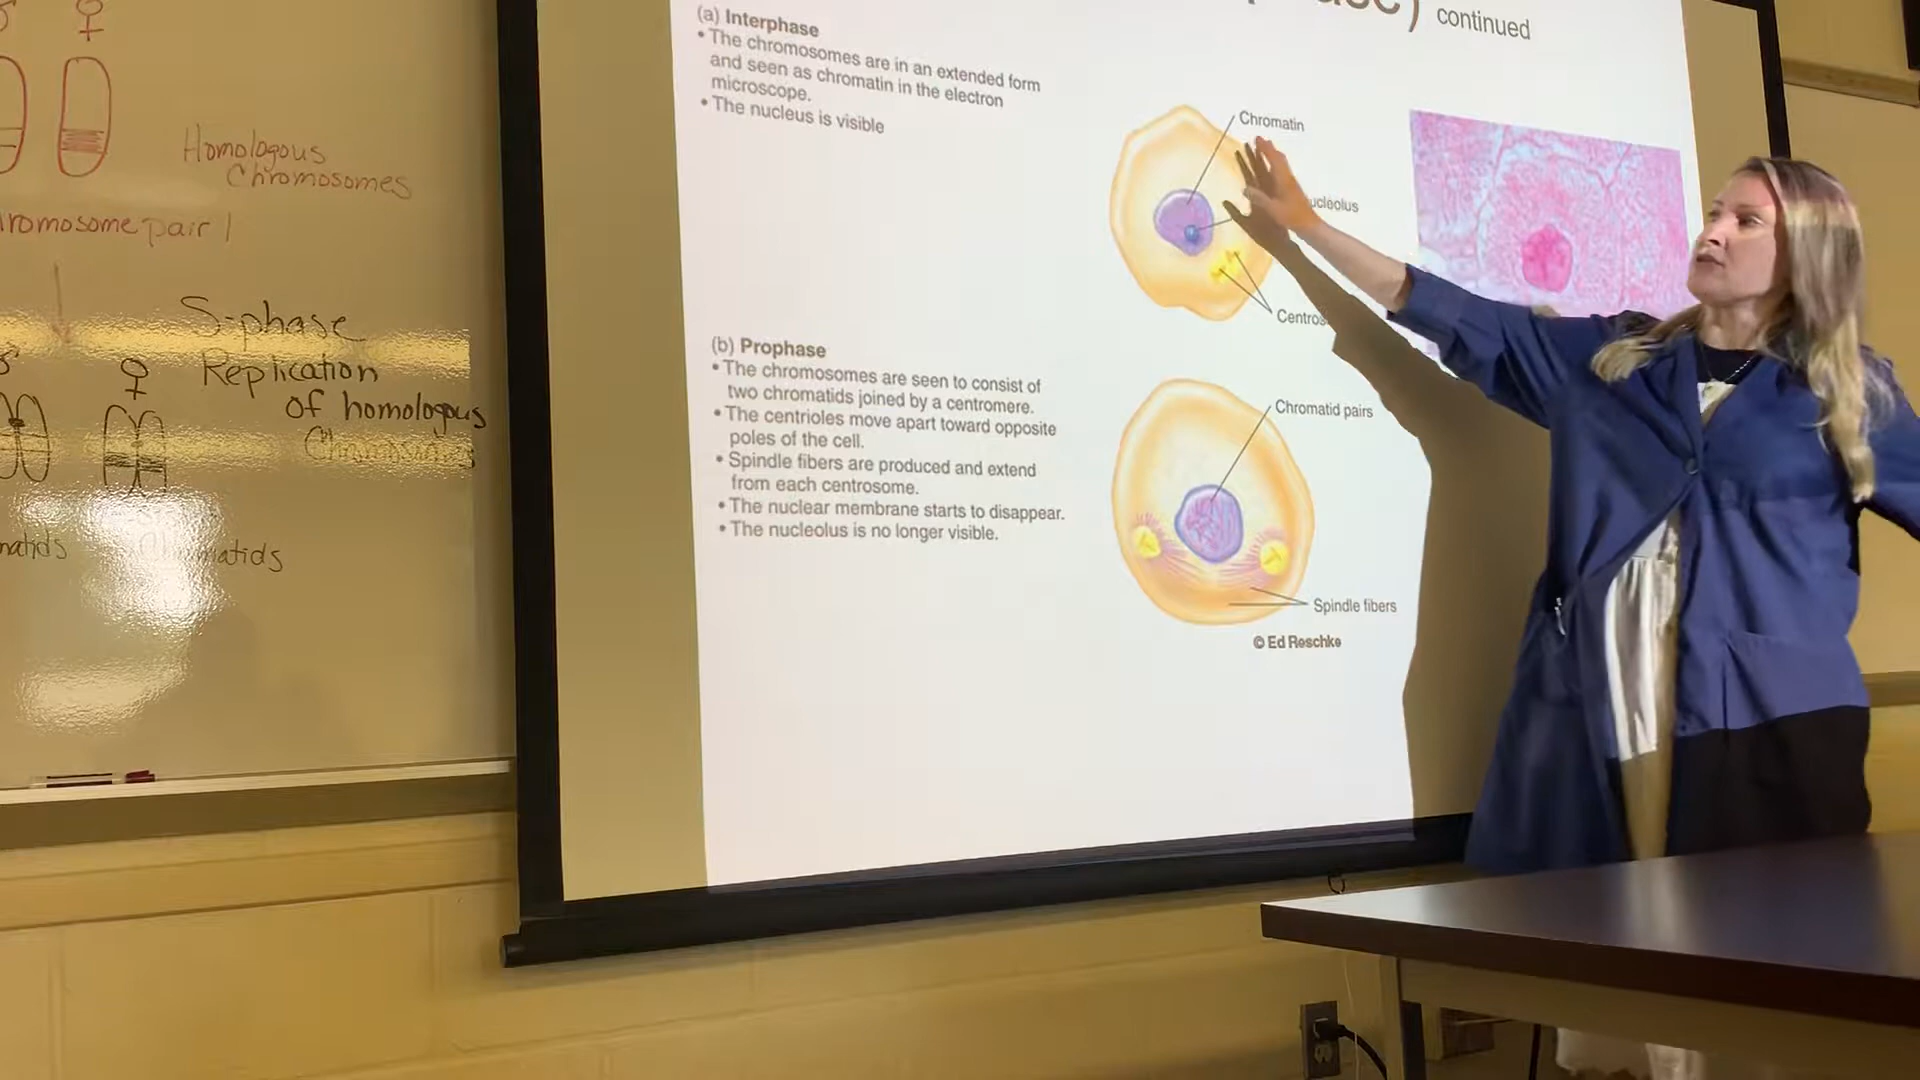 continued
(a) Interphase
• The chromosomes are in an extended form
and seen as chromatin in the electron
microscope.
• The nucleus is visible
Chromatin
Centros
(b) Prophase
• The chromosomes are seen to consist of
two chromatids joined by a centromere.
• The centrioles move apart toward opposite
poles of the cell.
• Spindle fibers are produced and extend
from each centrosome.
• The nuclear membrane starts to disappear.
• The nucleolus is no longer visible.
Chromatid pairs
Spindle fibers
© Ed Reschke
♀
Homologous
Chromosomes
romosome pair 1
S-phase
♀
Replication
of homologous
Chromosomes
matids
Chromatids